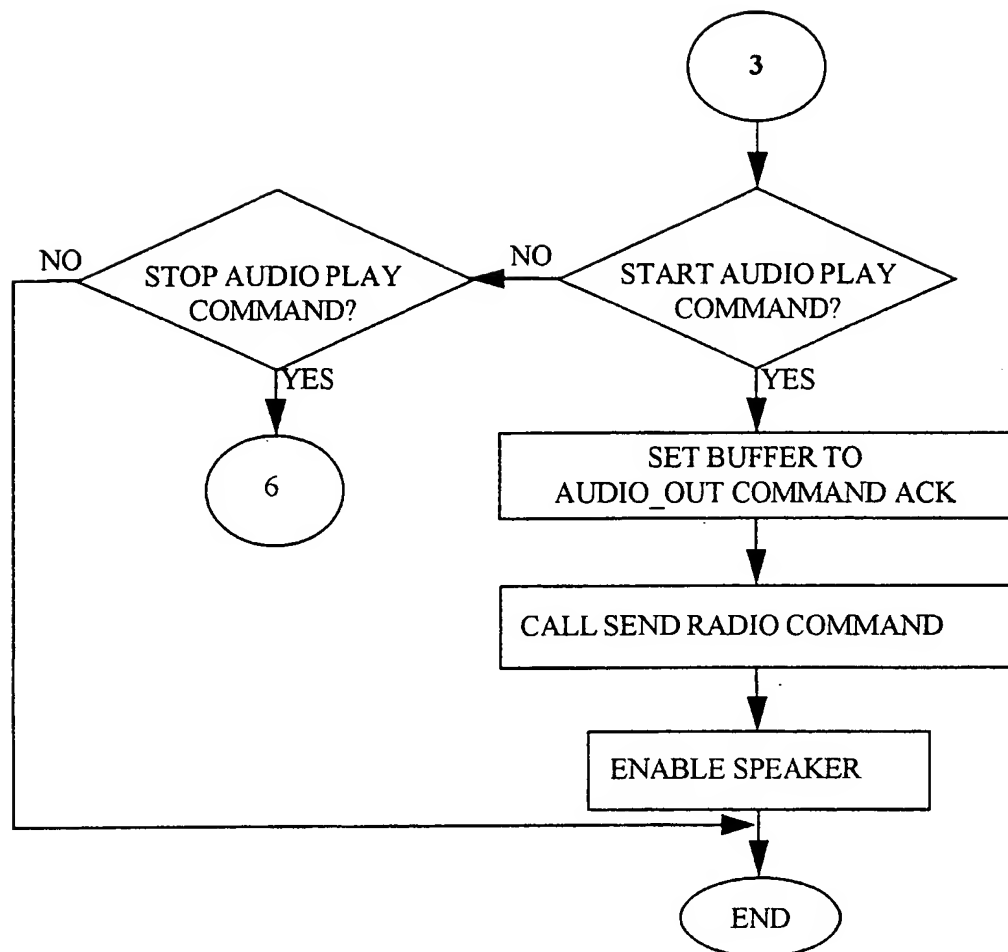 3
START AUDIO PLAY
COMMAND?
NO
STOP AUDIO PLAY
COMMAND?
NO
YES
6
YES
SET BUFFER TO
AUDIO_OUT COMMAND ACK
CALL SEND RADIO COMMAND
ENABLE SPEAKER
END